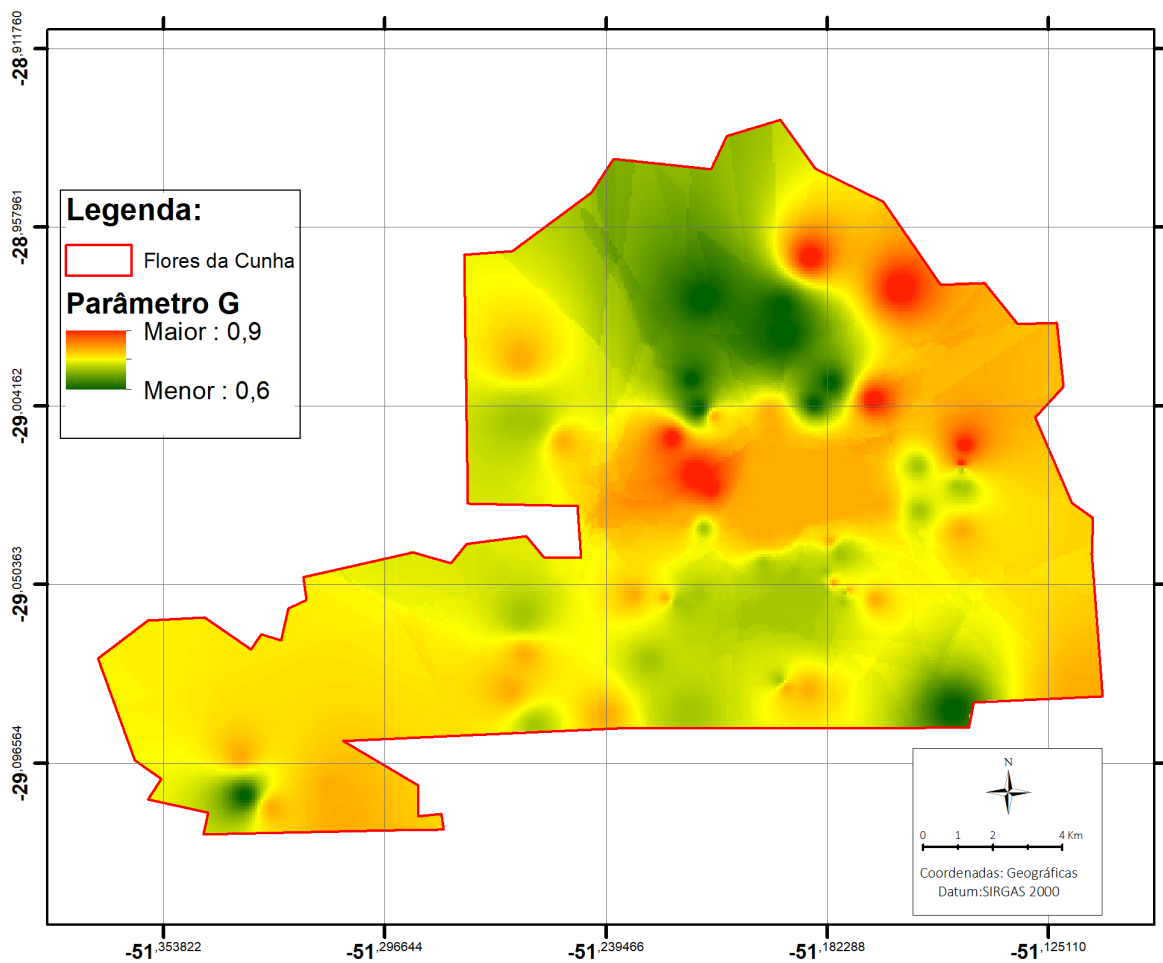 -28,911760
-28,957961
-29,004162
-29,050363
-29,096564
Legenda:
Flores da Cunha
Parâmetro G
Maior : 0,9
Menor : 0,6
N
0 1 2 4 Km
Coordenadas: Geográficas
Datum:SIRGAS 2000
-51,353822 -51,296644 -51,239466 -51,182288 -51,125110